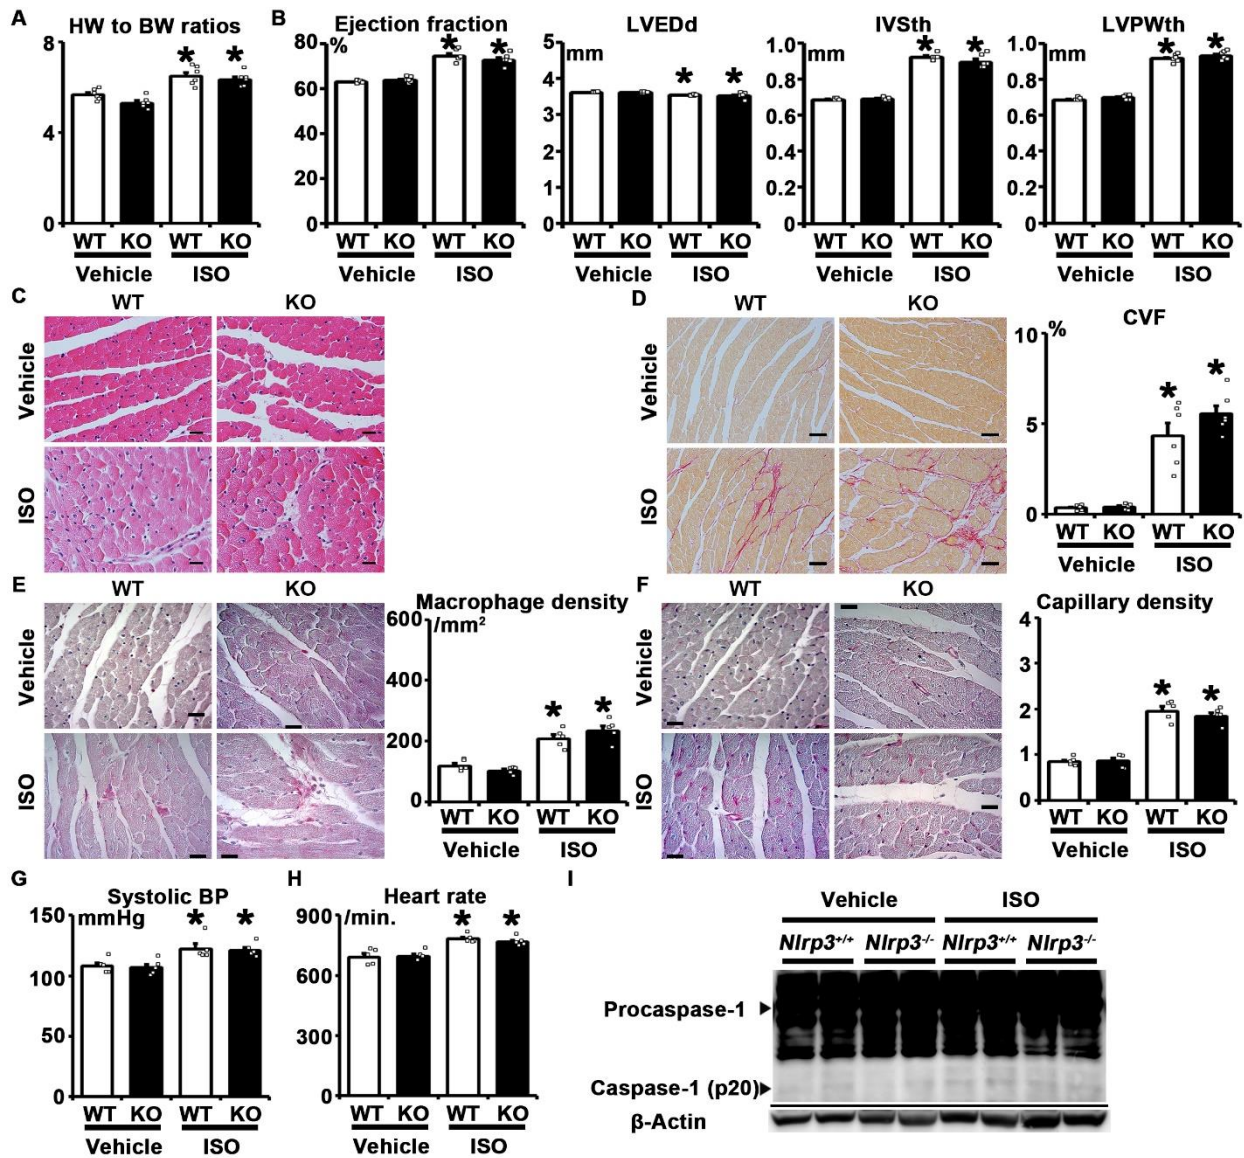 A
HW to BW ratios
8
4
0
WT KO WT KO
Vehicle ISO
B
Ejection fraction
%
80
60
40
20
0
WT KO WT KO
Vehicle ISO
LVEDd
mm
5
4
3
2
1
0
WT KO WT KO
Vehicle ISO
IVSth
mm
1.0
0.8
0.6
0.4
0.2
0
WT KO WT KO
Vehicle ISO
LVPWth
mm
1.0
0.8
0.6
0.4
0.2
0
WT KO WT KO
Vehicle ISO
* * * * * * * * * *
C
WT KO
Vehicle
ISO
D
WT KO
Vehicle
ISO
CVF
%
10
5
0
* *
WT KO WT KO
Vehicle ISO
E
WT KO
Vehicle
ISO
Macrophage density
/mm²
600
400
200
0
* *
WT KO WT KO
Vehicle ISO
F
WT KO
Vehicle
ISO
Capillary density
4
3
2
1
0
* *
WT KO WT KO
Vehicle ISO
G
Systolic BP
mmHg
150
100
50
0
* *
WT KO WT KO
Vehicle ISO
H
Heart rate
/min.
900
600
300
0
* *
WT KO WT KO
Vehicle ISO
I
Vehicle ISO
Nlrp3+/+ Nlrp3-/- Nlrp3+/+ Nlrp3-/-
Procaspase-1
Caspase-1 (p20)
β-Actin